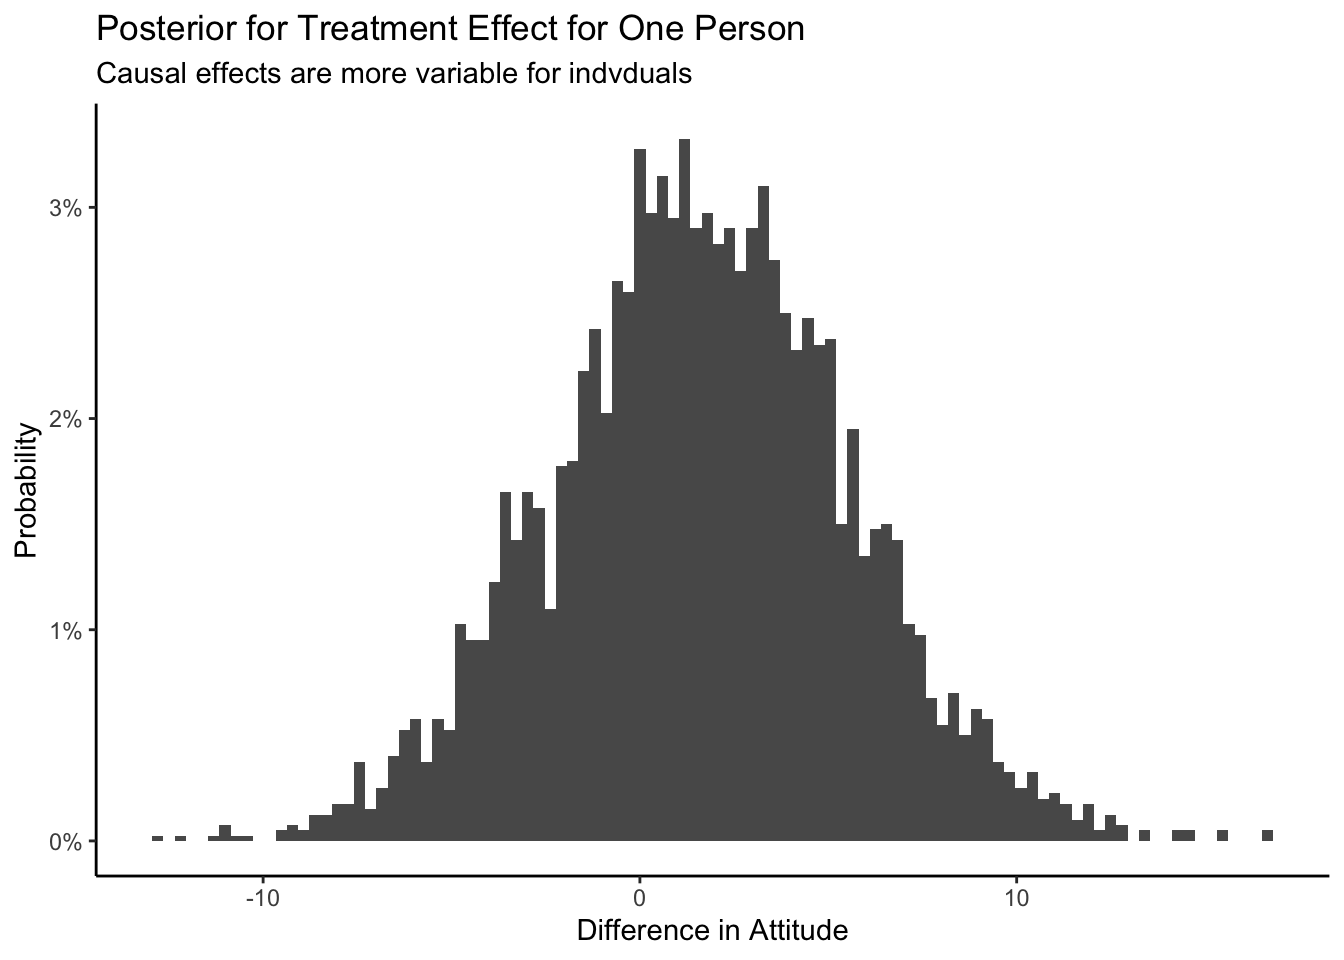 Posterior for Treatment Effect for One Person
Causal effects are more variable for indvduals
3%
2%
1%
0%
Probability
-10
0
10
Difference in Attitude